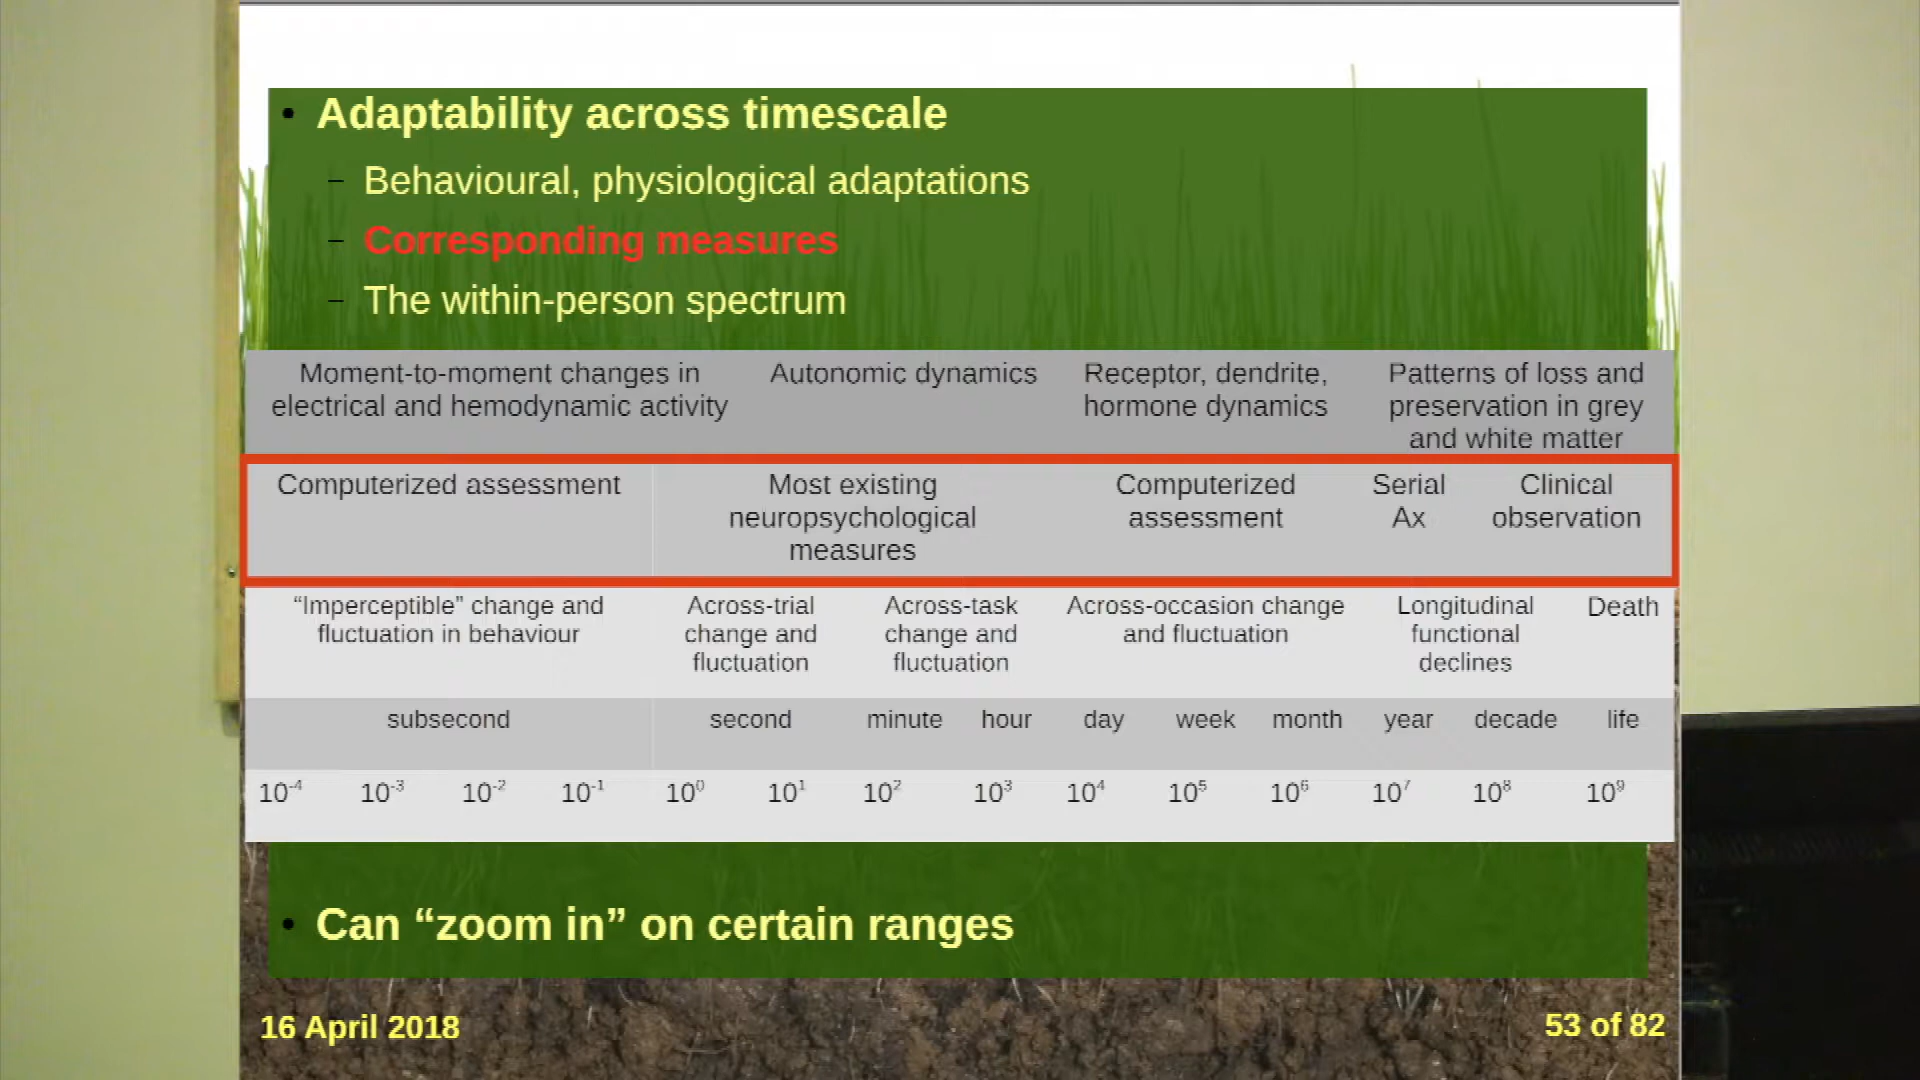 • Adaptability across timescale
– Behavioural, physiological adaptations
– Corresponding measures
– The within-person spectrum
Moment-to-moment changes in electrical and hemodynamic activity Autonomic dynamics Receptor, dendrite, hormone dynamics Patterns of loss and preservation in grey and white matter
Computerized assessment Most existing neuropsychological measures Computerized assessment Serial Ax Clinical observation
“Imperceptible” change and fluctuation in behaviour Across-trial change and fluctuation Across-task change and fluctuation Across-occasion change and fluctuation Longitudinal functional declines Death
subsecond second minute hour day week month year decade life
10⁻⁴ 10⁻³ 10⁻² 10⁻¹ 10⁰ 10¹ 10² 10³ 10⁴ 10⁵ 10⁶ 10⁷ 10⁸ 10⁹
• Can “zoom in” on certain ranges
16 April 2018 53 of 82